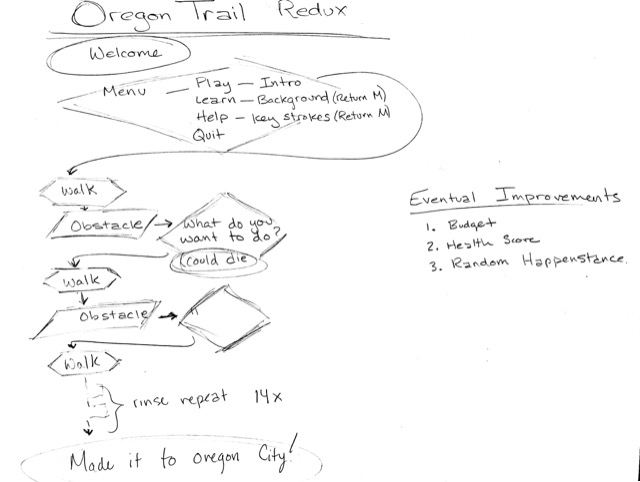 Oregon Trail Redux
Welcome
Menu — Play — Intro
Learn — Background (Return M)
Help — Key strokes (Return M)
Quit
Walk
Obstacle
What do you
want to do?
could die
Walk
Obstacle
Walk
rinse repeat 14x
Made it to Oregon City!
Eventual Improvements
1. Budget
2. Health Score
3. Random Happenstance.